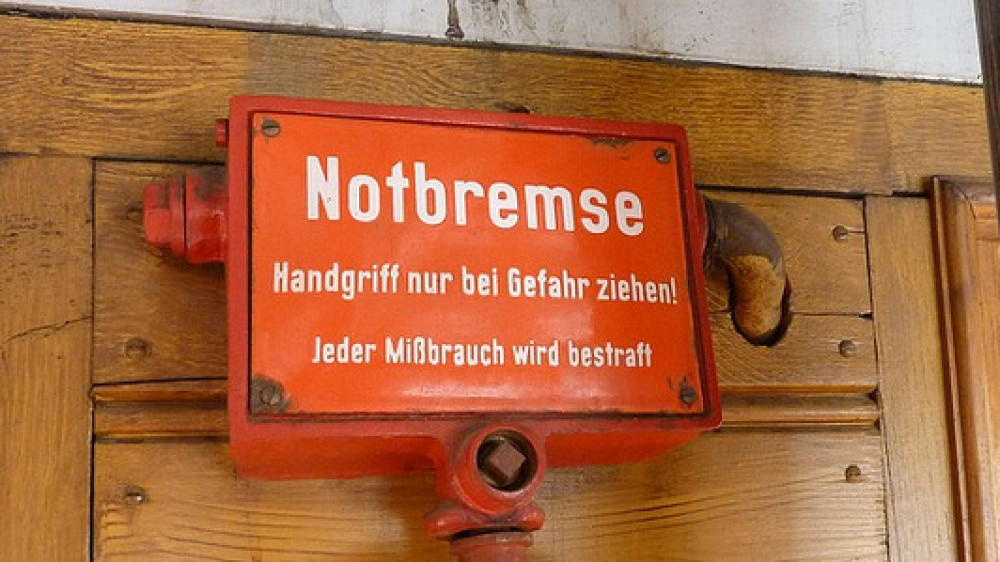 Notbremse
Handgriff nur bei Gefahr ziehen!
Jeder Mißbrauch wird bestraft